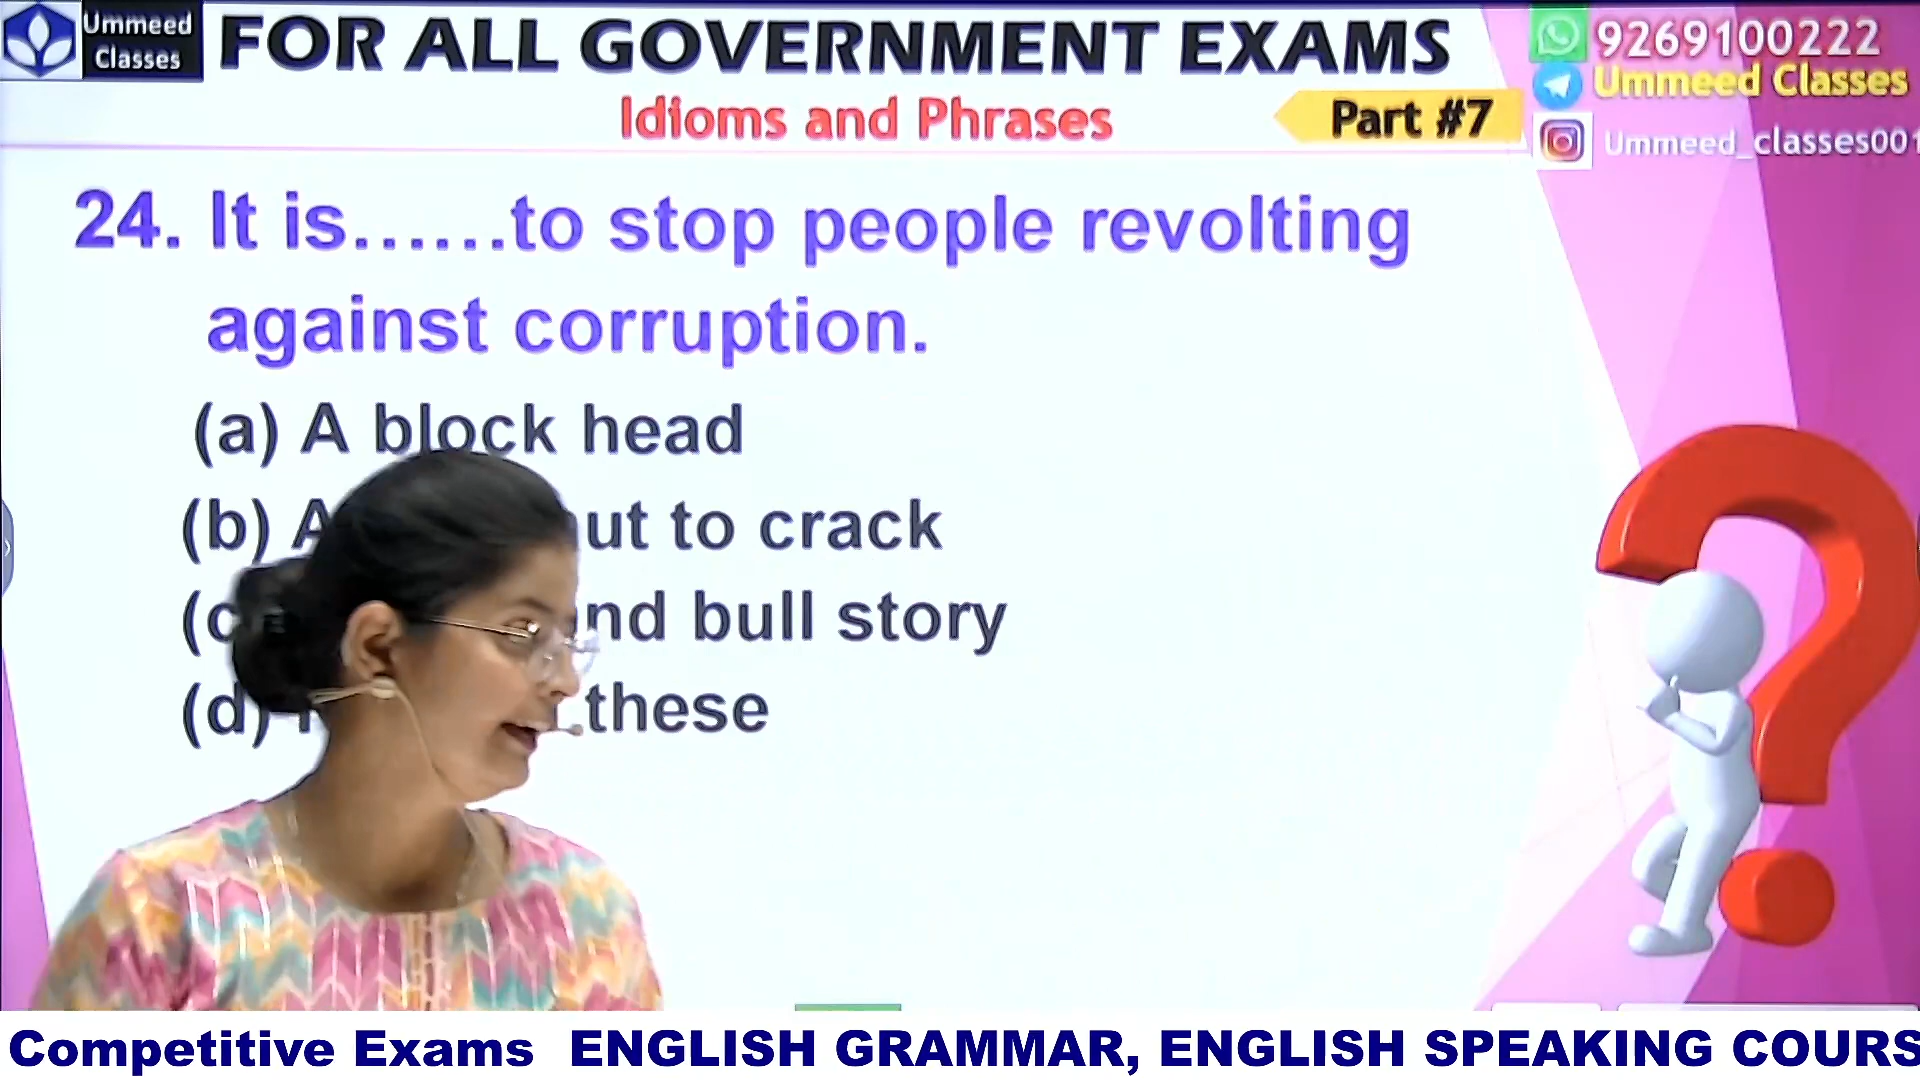 Ummeed
Classes
FOR ALL GOVERNMENT EXAMS
9269100222
Ummeed Classes
Idioms and Phrases
Part #7
Ummeed_classes001
24. It is......to stop people revolting
against corruption.
(a) A block head
(b) A ut to crack
(c nd bull story
(d) these
Competitive Exams ENGLISH GRAMMAR, ENGLISH SPEAKING COURS